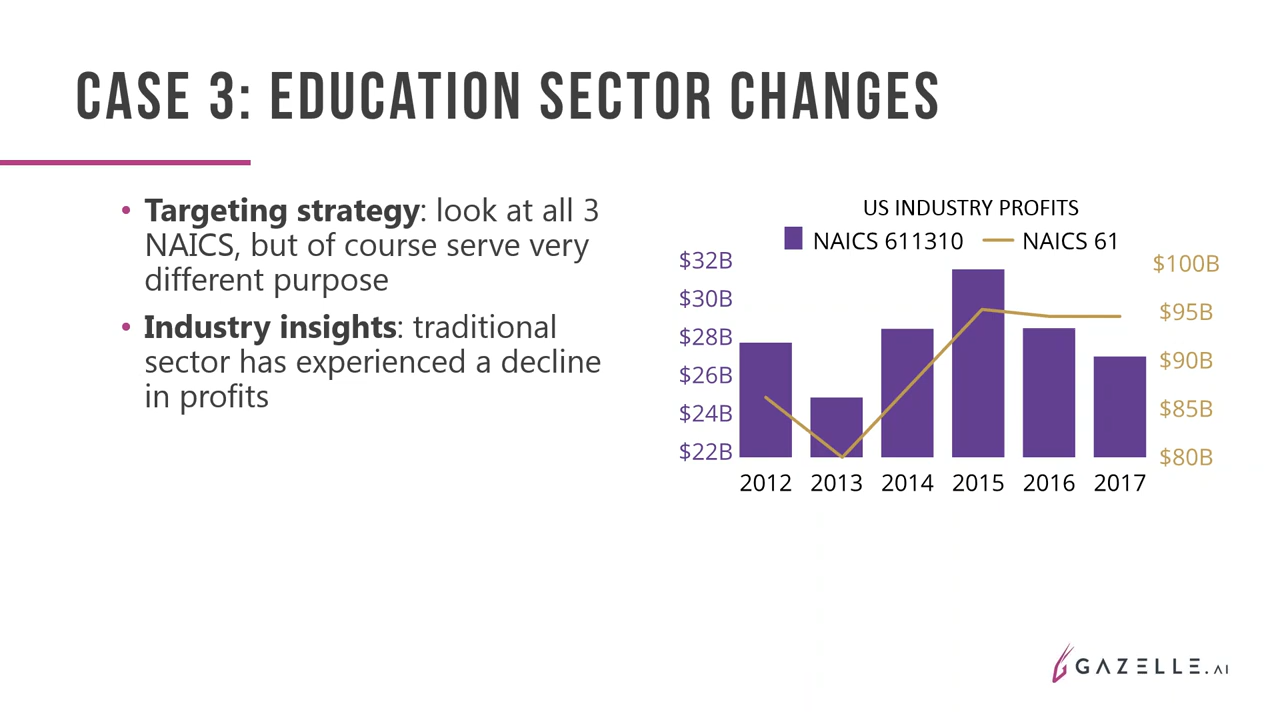 CASE 3: EDUCATION SECTOR CHANGES
• Targeting strategy: look at all 3
NAICS, but of course serve very
different purpose
• Industry insights: traditional
sector has experienced a decline
in profits
US INDUSTRY PROFITS
NAICS 611310 NAICS 61
$32B
$30B
$28B
$26B
$24B
$22B
$100B
$95B
$90B
$85B
$80B
2012 2013 2014 2015 2016 2017
GAZELLE.AI